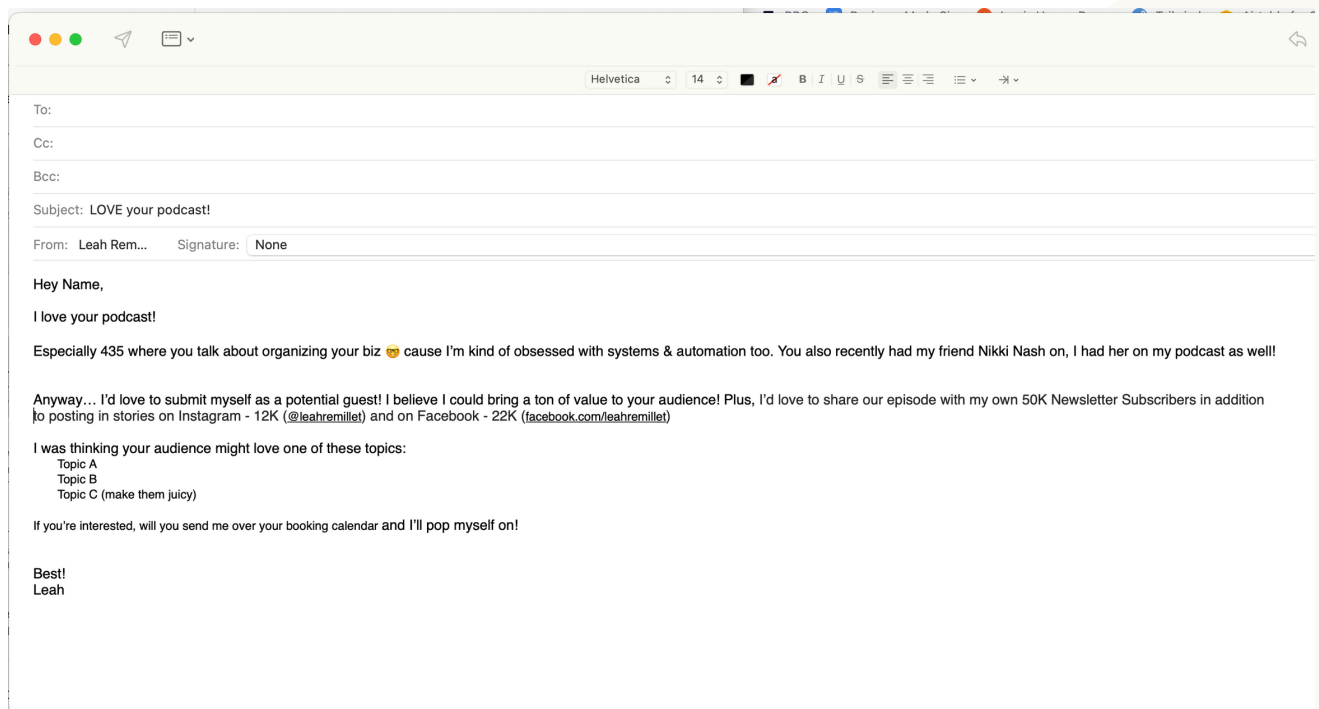 Helvetica 14 a B I U S
To:
Cc:
Bcc:
Subject: LOVE your podcast!
From: Leah Rem... Signature: None
Hey Name,
I love your podcast!
Especially 435 where you talk about organizing your biz 🤓 cause I’m kind of obsessed with systems & automation too. You also recently had my friend Nikki Nash on, I had her on my podcast as well!
Anyway… I’d love to submit myself as a potential guest! I believe I could bring a ton of value to your audience! Plus, I’d love to share our episode with my own 50K Newsletter Subscribers in addition
to posting in stories on Instagram - 12K (@leahremillet) and on Facebook - 22K (facebook.com/leahremillet)
I was thinking your audience might love one of these topics:
Topic A
Topic B
Topic C (make them juicy)
If you’re interested, will you send me over your booking calendar and I’ll pop myself on!
Best!
Leah